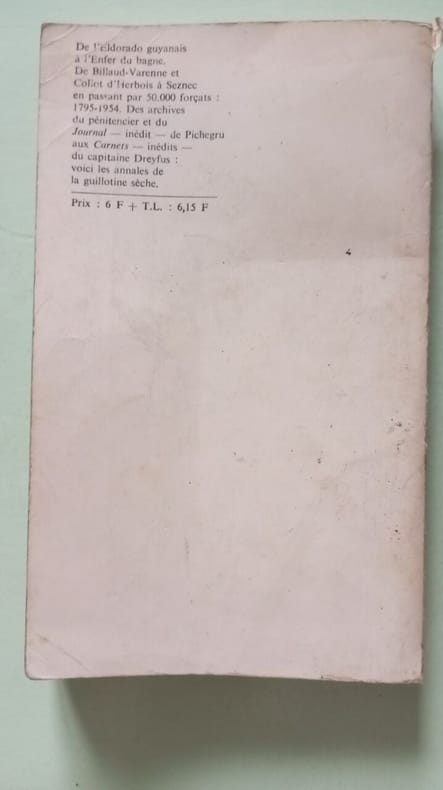 De l'Eldorado guyanais
à l'Enfer du bagne.
De Billaud-Varenne et
Collot d'Herbois à Seznec
en passant par 50.000 forçats :
1795-1954. Des archives
du pénitencier et du
Journal — inédit — de Pichegru
aux Carnets — inédits —
du capitaine Dreyfus :
voici les annales de
la guillotine sèche.
Prix : 6 F + T.L. : 6,15 F